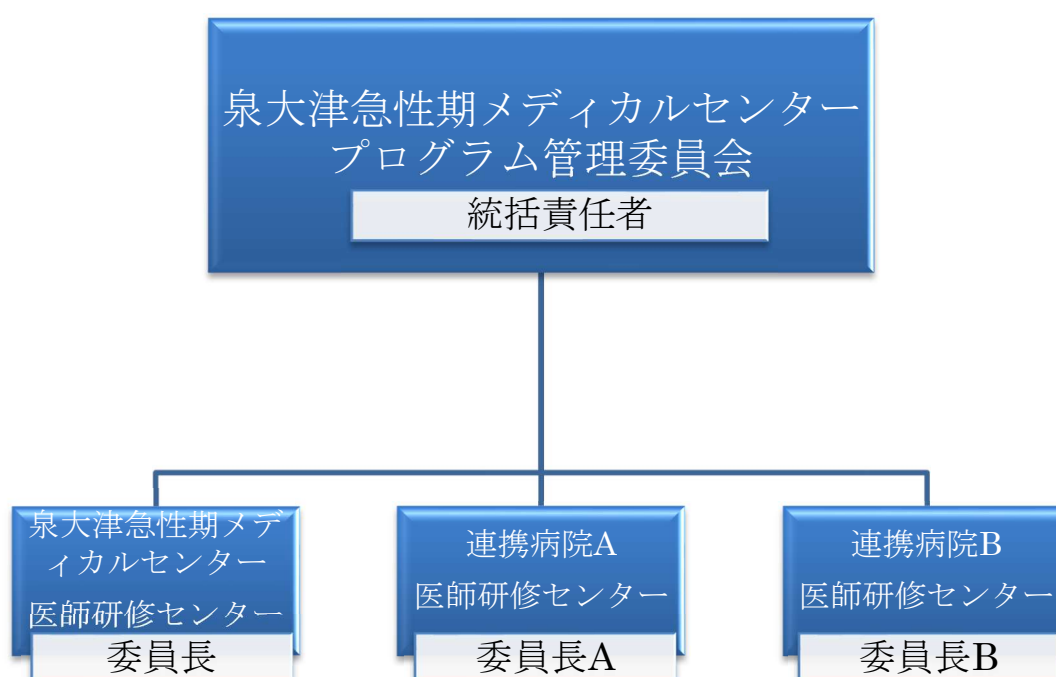 泉大津急性期メディカルセンター
プログラム管理委員会
統括責任者
泉大津急性期メデ
ィカルセンター
医師研修センター
委員長
連携病院A
医師研修センター
委員長A
連携病院B
医師研修センター
委員長B